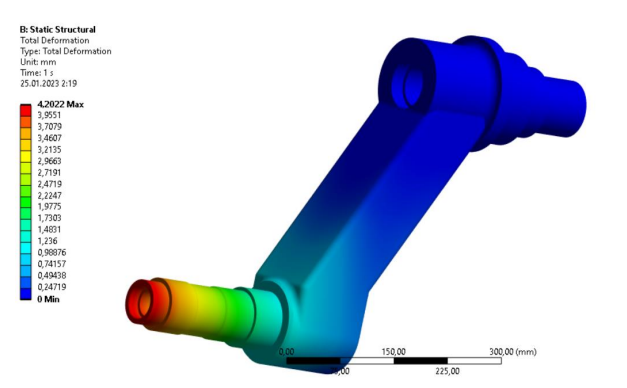 B: Static Structural
Total Deformation
Type: Total Deformation
Unit: mm
Time: 1 s
25.01.2023 2:19
4,2022 Max
3,9551
3,7079
3,4607
3,2135
2,9663
2,7191
2,4719
2,2247
1,9775
1,7303
1,4831
1,236
0,98876
0,74157
0,49438
0,24719
0 Min
0,00 150,00 300,00 (mm)
225,00